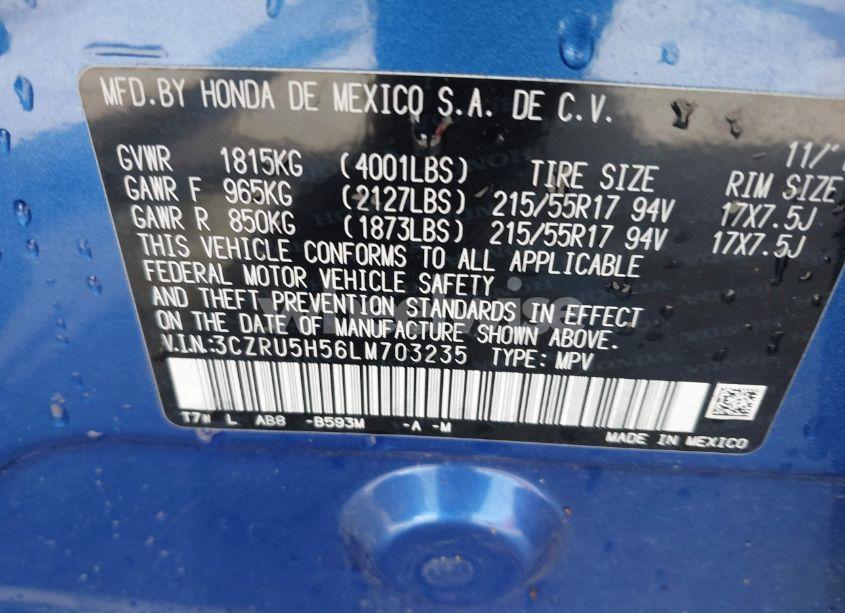 MFD.BY HONDA DE MEXICO S.A. DE C.V.
11/
GVWR 1815KG (4001LBS) TIRE SIZE RIM SIZE
GAWR F 965KG (2127LBS) 215/55R17 94V 17X7.5J
GAWR R 850KG (1873LBS) 215/55R17 94V 17X7.5J
THIS VEHICLE CONFORMS TO ALL APPLICABLE
FEDERAL MOTOR VEHICLE SAFETY
AND THEFT PREVENTION STANDARDS IN EFFECT
ON THE DATE OF MANUFACTURE SHOWN ABOVE.
V.I.N:3CZRU5H56LM703235 TYPE: MPV
L AB8 -B593M -A -M
MADE IN MEXICO